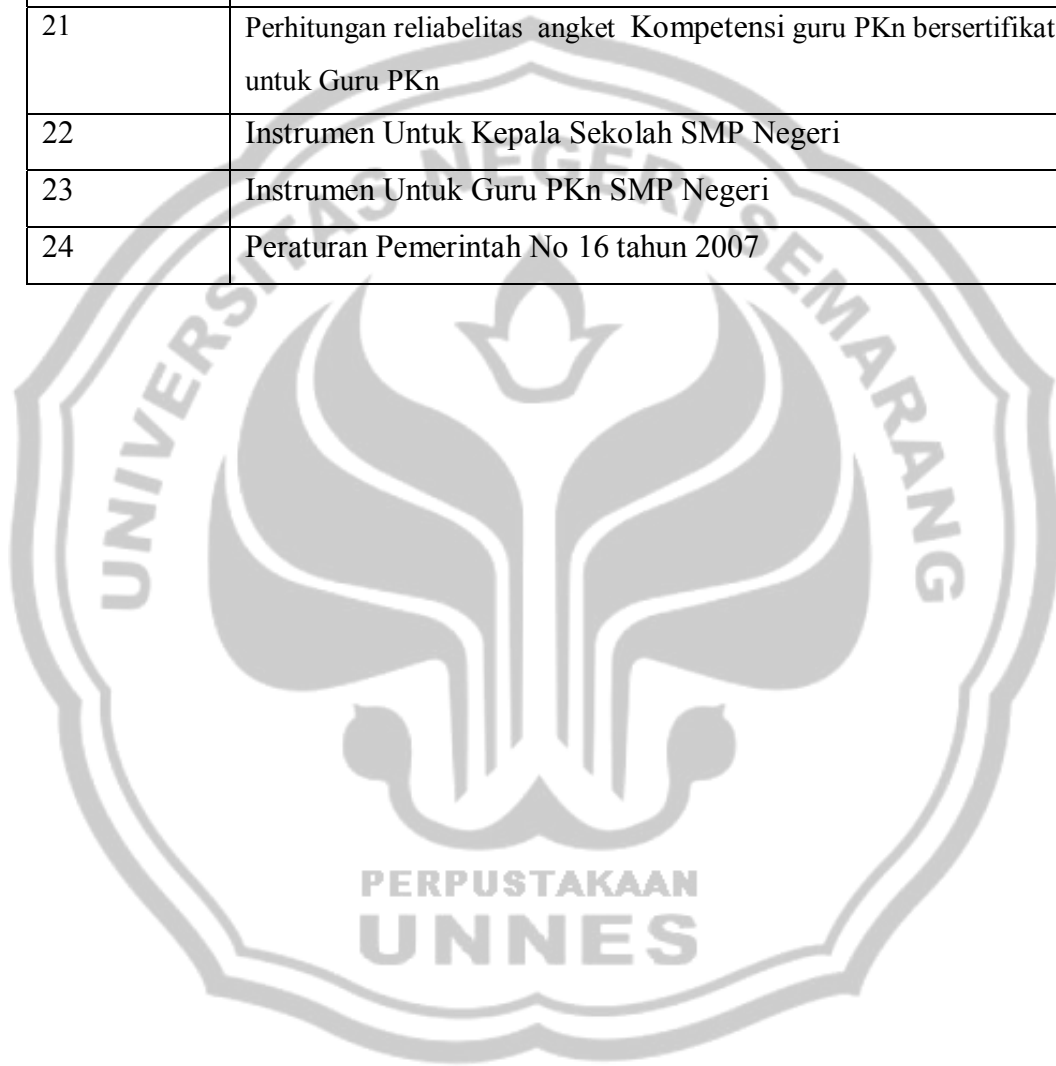 21 Perhitungan reliabelitas angket Kompetensi guru PKn bersertifikat
untuk Guru PKn
22 Instrumen Untuk Kepala Sekolah SMP Negeri
23 Instrumen Untuk Guru PKn SMP Negeri
24 Peraturan Pemerintah No 16 tahun 2007
UNIVERSITAS NEGERI SEMARANG
PERPUSTAKAAN
UNNES